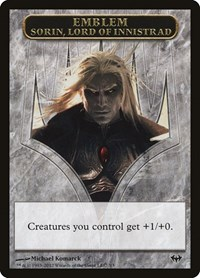 EMBLEM
SORIN, LORD OF INNISTRAD
Creatures you control get +1/+0.
Michael Komarck